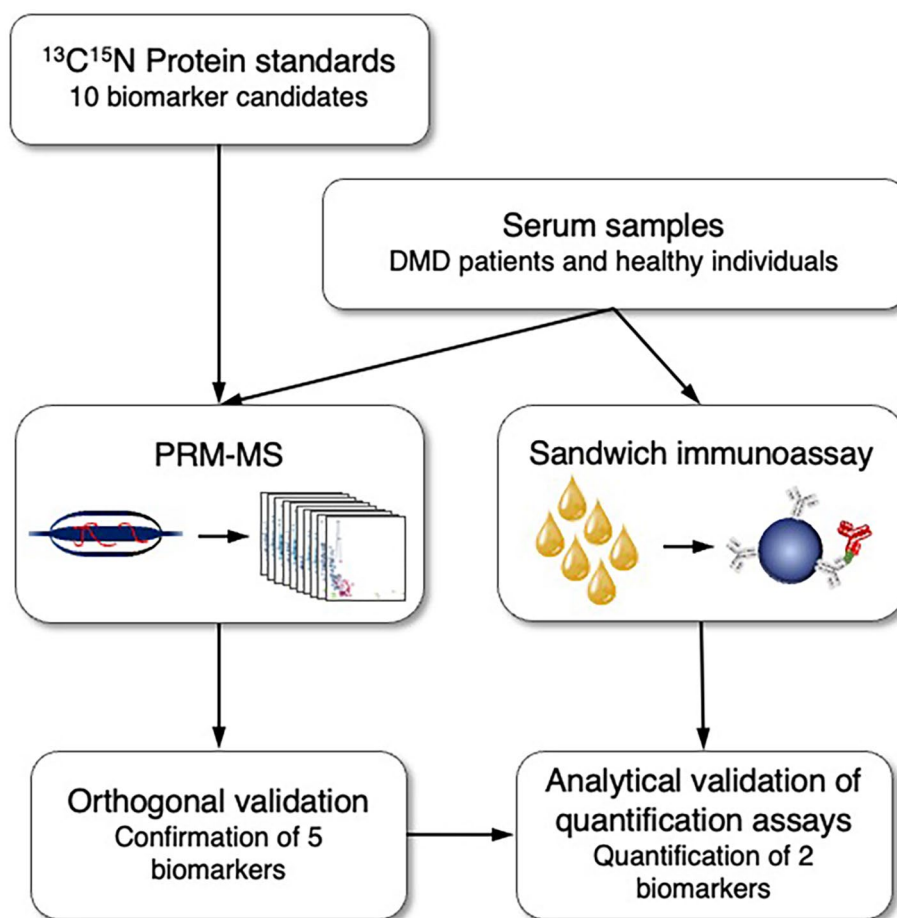 ¹³C¹⁵N Protein standards
10 biomarker candidates
Serum samples
DMD patients and healthy individuals
PRM-MS
Sandwich immunoassay
Orthogonal validation
Confirmation of 5
biomarkers
Analytical validation of
quantification assays
Quantification of 2
biomarkers